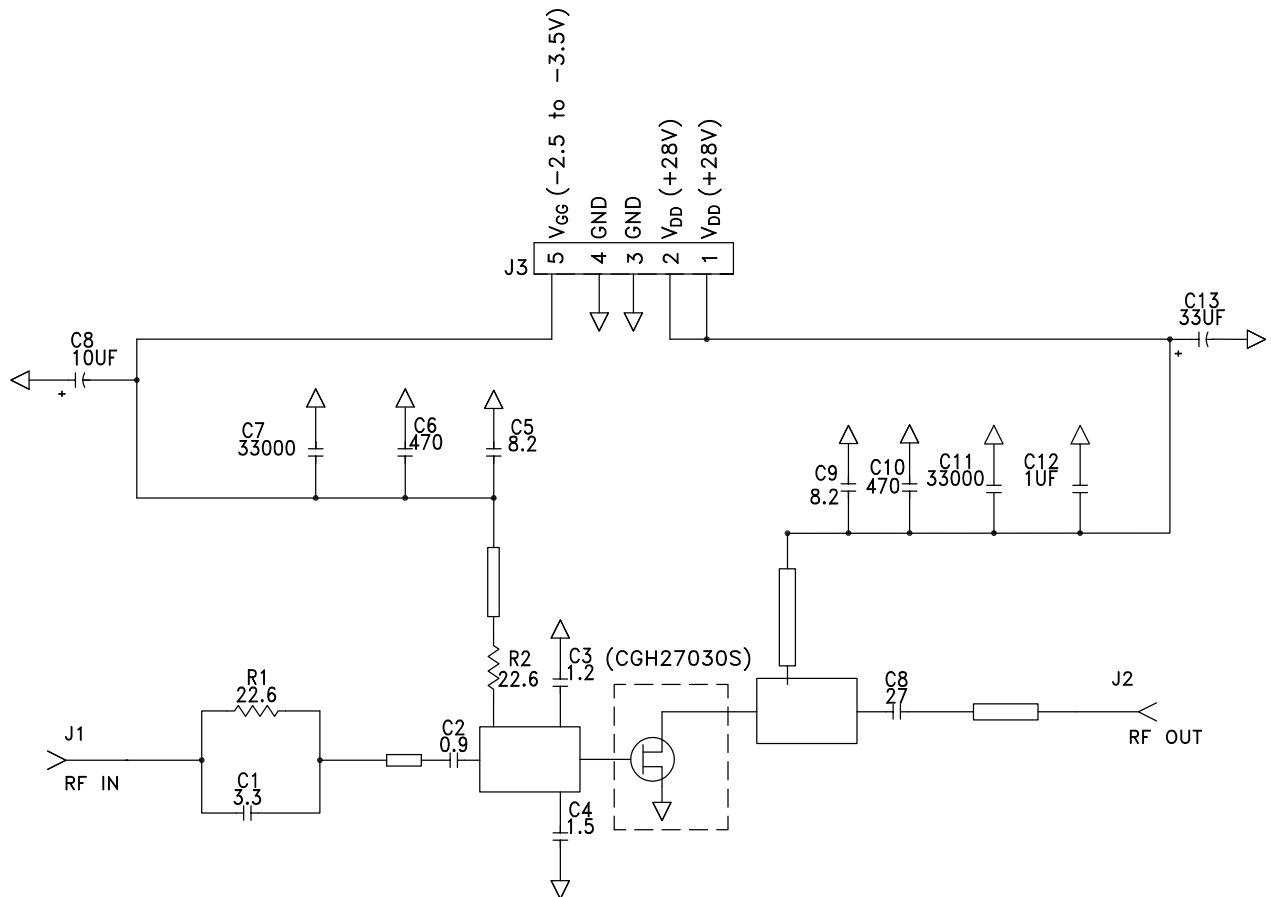 VGG (−2.5 to −3.5V)
GND
GND
VDD (+28V)
VDD (+28V)
J3
5
4
3
2
1
C13
33UF
+
C8
10UF
+
C7
33000
C6
470
C5
8.2
C9
8.2
C10
470
C11
33000
C12
1UF
R2
22.6
C3
1.2
(CGH27030S)
R1
22.6
C8
27
J2
RF OUT
J1
RF IN
C2
0.9
C1
3.3
C4
1.5